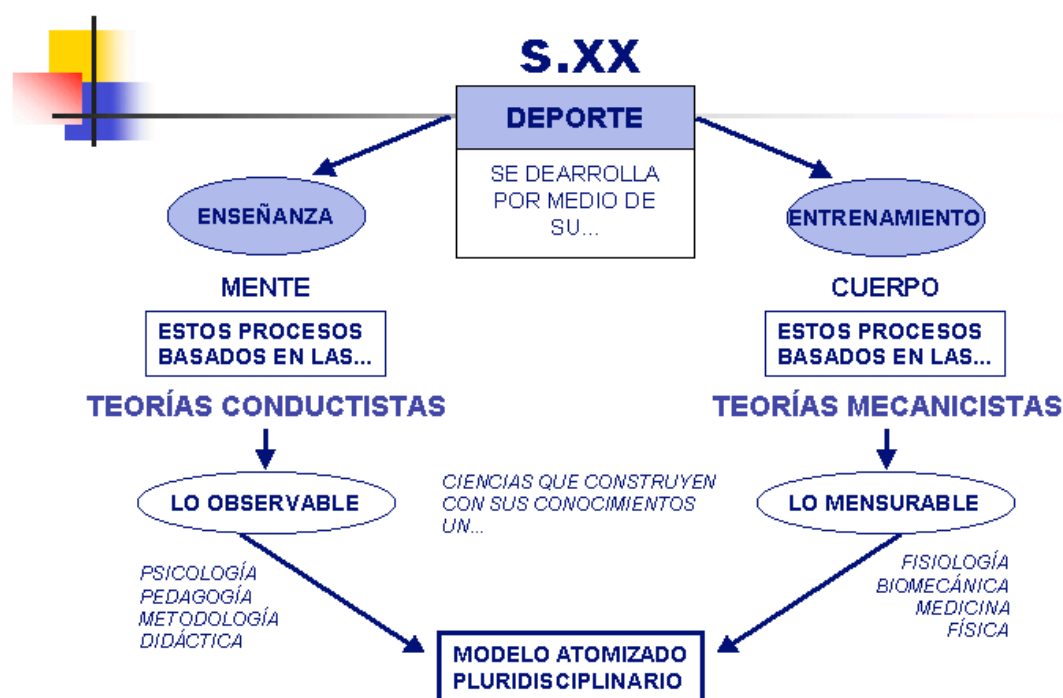 S.XX
DEPORTE
SE DEARROLLA
POR MEDIO DE
SU...
ENSEÑANZA
MENTE
ESTOS PROCESOS
BASADOS EN LAS...
TEORÍAS CONDUCTISTAS
LO OBSERVABLE
PSICOLOGÍA
PEDAGOGÍA
METODOLOGÍA
DIDÁCTICA
CIENCIAS QUE CONSTRUYEN
CON SUS CONOCIMIENTOS
UN...
ENTRENAMIENTO
CUERPO
ESTOS PROCESOS
BASADOS EN LAS...
TEORÍAS MECANICISTAS
LO MENSURABLE
FISIOLOGÍA
BIOMECÁNICA
MEDICINA
FÍSICA
MODELO ATOMIZADO
PLURIDISCIPLINARIO